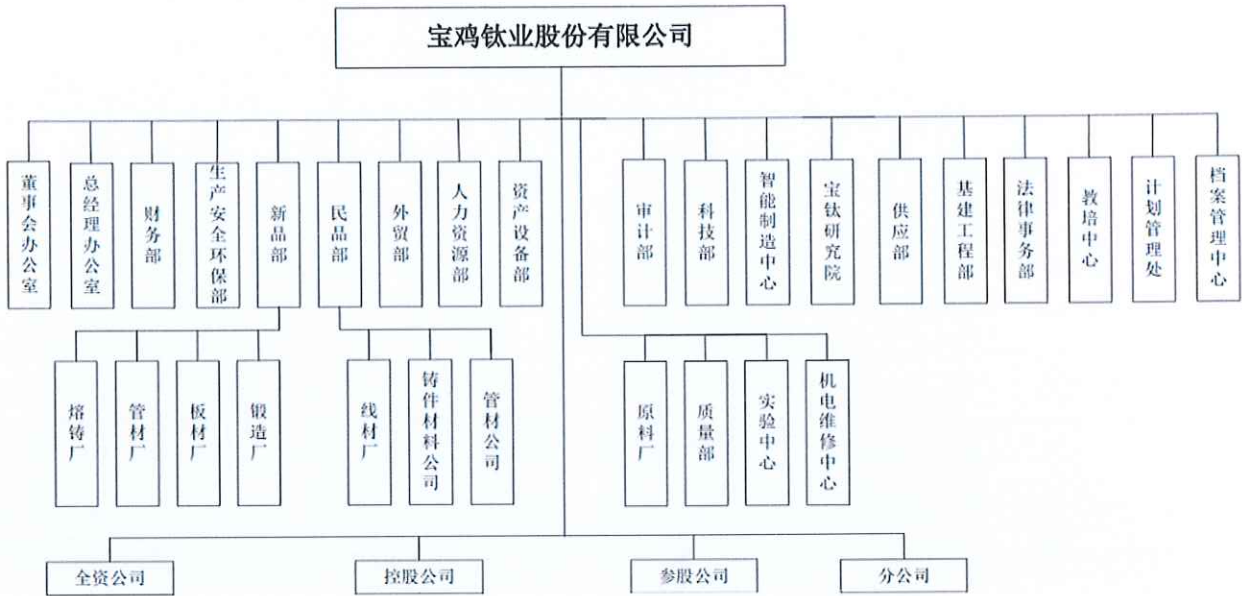 宝鸡钛业股份有限公司
董事会办公室
总经理办公室
财务部
生产安全环保部
新品部
民品部
外贸部
人力资源部
资产设备部
审计部
科技部
智能制造中心
宝钛研究院
供应部
基建工程部
法律事务部
教培中心
计划管理处
档案管理中心
熔铸厂
管材厂
板材厂
锻造厂
线材厂
铸件材料公司
管材公司
原料厂
质量部
实验中心
机电维修中心
全资公司
控股公司
参股公司
分公司